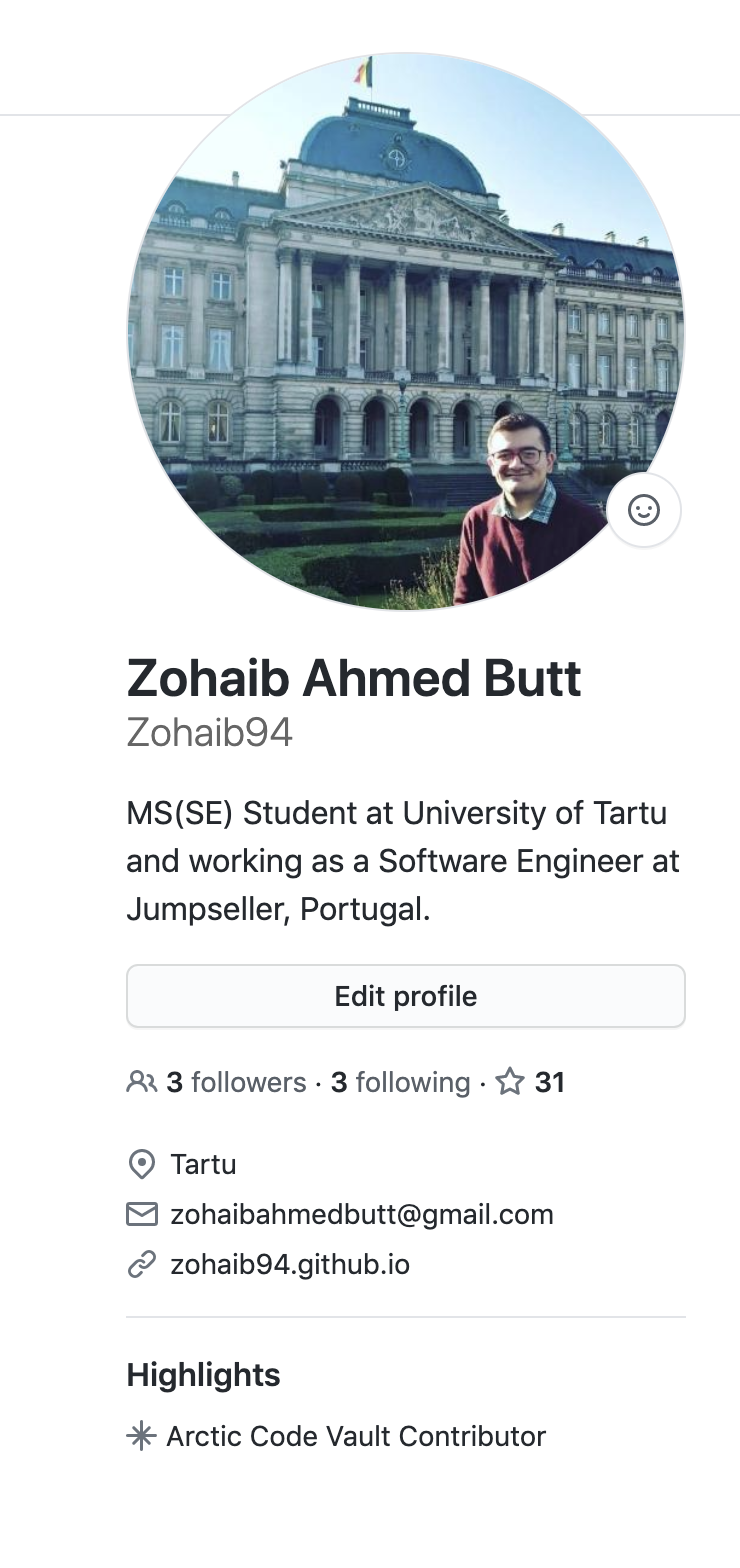 Zohaib Ahmed Butt
Zohaib94
MS(SE) Student at University of Tartu
and working as a Software Engineer at
Jumpseller, Portugal.
Edit profile
3 followers · 3 following · 31
Tartu
zohaibahmedbutt@gmail.com
zohaib94.github.io
Highlights
Arctic Code Vault Contributor